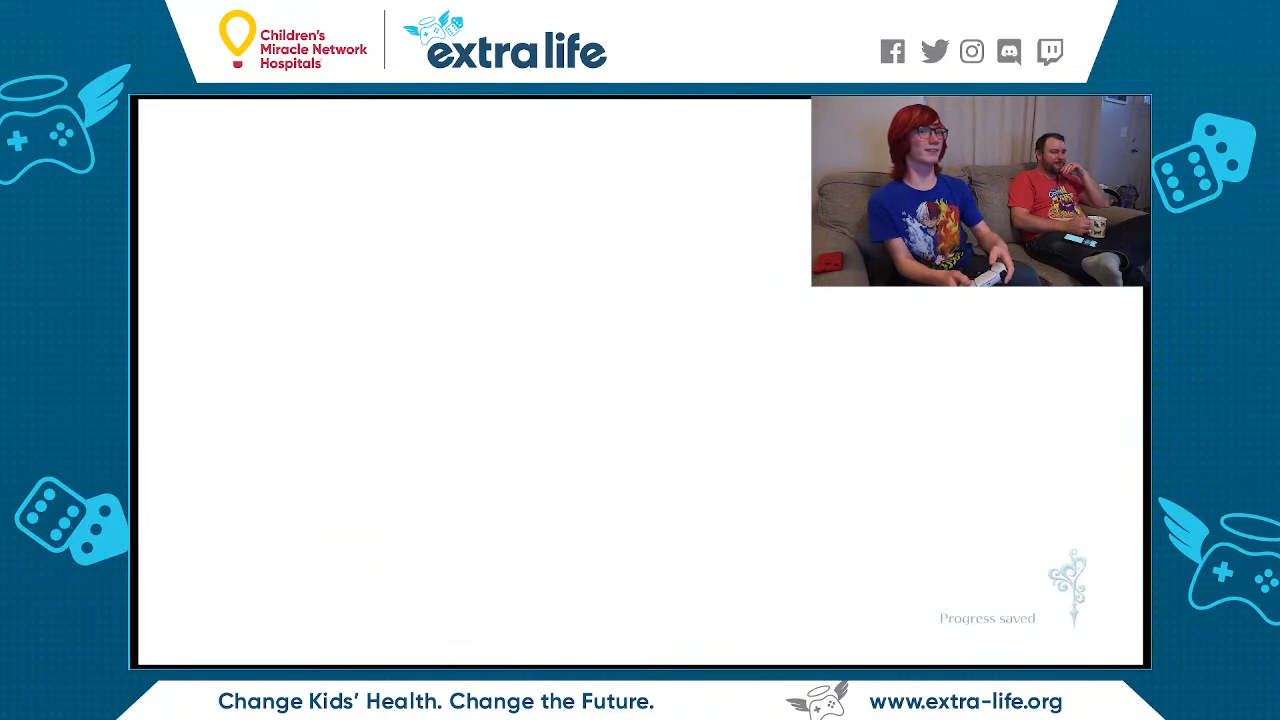 Children's
Miracle Network
Hospitals
extra life
Progress saved
Change Kids' Health. Change the Future.
www.extra-life.org